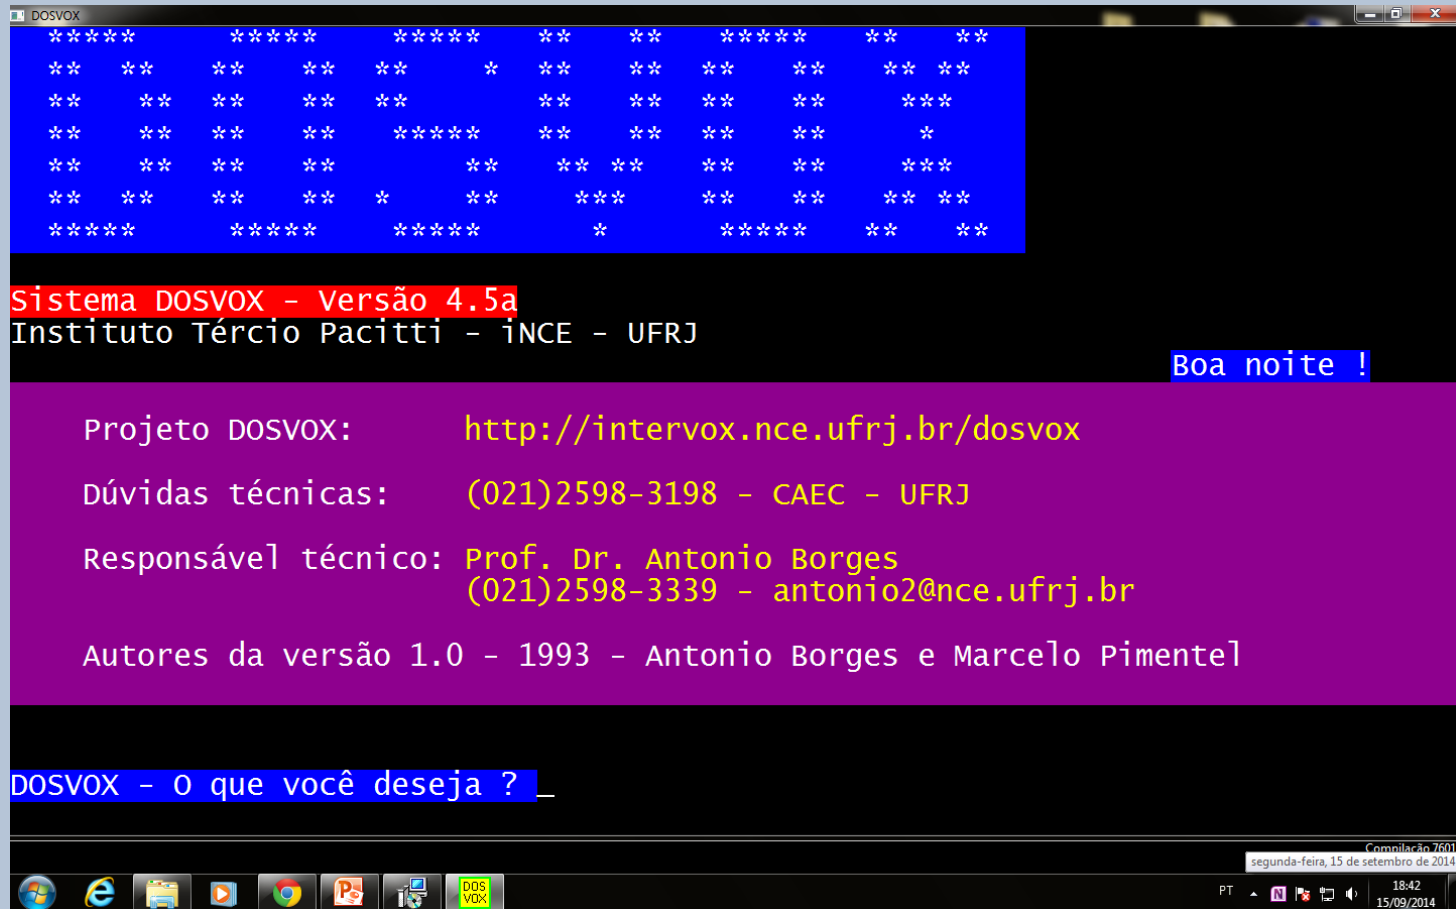 DOSVOX
***** ***** ***** ** ** ***** ** **
** ** ** ** ** * ** ** ** ** ** **
** ** ** ** ** ** ** ** ** ***
** ** ** ** ***** ** ** ** ** *
** ** ** ** ** ** ** ** ** ***
** ** ** ** * ** *** ** ** ** **
***** ***** ***** * ***** ** **
Sistema DOSVOX - Versão 4.5a
Instituto Tércio Pacitti - iNCE - UFRJ
Boa noite !
Projeto DOSVOX: http://intervox.nce.ufrj.br/dosvox
Dúvidas técnicas: (021)2598-3198 - CAEC - UFRJ
Responsável técnico: Prof. Dr. Antonio Borges
(021)2598-3339 - antonio2@nce.ufrj.br
Autores da versão 1.0 - 1993 - Antonio Borges e Marcelo Pimentel
DOSVOX - O que você deseja ? _
Compilação 7601
segunda-feira, 15 de setembro de 2014
DOS
VOX
PT
18:42
15/09/2014